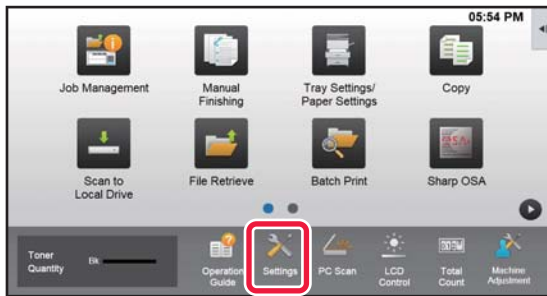 05:54 PM
Job Management
Manual
Finishing
Tray Settings/
Paper Settings
Copy
Scan to
Local Drive
File Retrieve
Batch Print
Sharp OSA
Toner
Quantity
Bk
Operation
Guide
Settings
PC Scan
LCD
Control
Total
Count
Machine
Adjustment